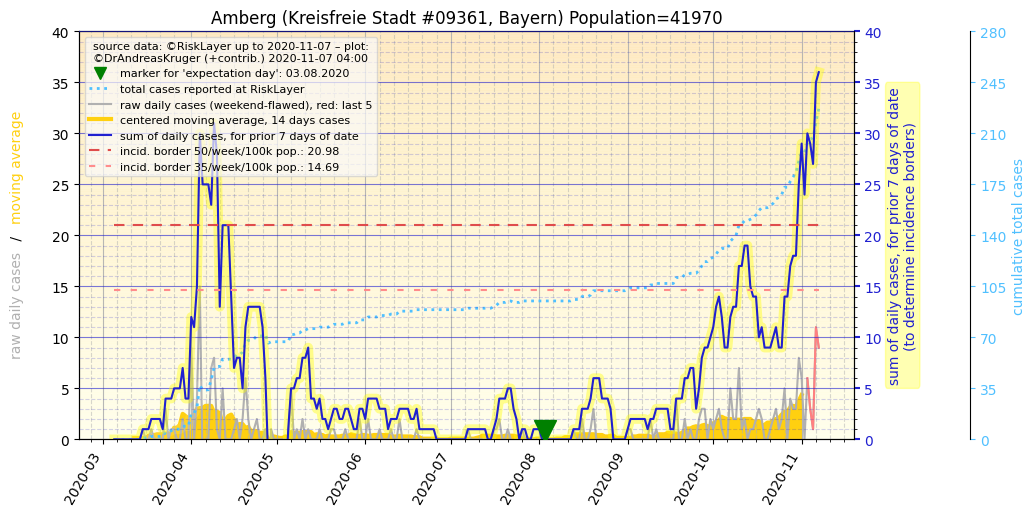 Amberg (Kreisfreie Stadt #09361, Bayern) Population=41970
source data: ©RiskLayer up to 2020-11-07 – plot:
©DrAndreasKruger (+contrib.) 2020-11-07 04:00
marker for 'expectation day': 03.08.2020
total cases reported at RiskLayer
raw daily cases (weekend-flawed), red: last 5
centered moving average, 14 days cases
sum of daily cases, for prior 7 days of date
incid. border 50/week/100k pop.: 20.98
incid. border 35/week/100k pop.: 14.69
raw daily cases / moving average
40
35
30
25
20
15
10
5
0
40
35
30
25
20
15
10
5
0
sum of daily cases, for prior 7 days of date
(to determine incidence borders)
280
245
210
175
140
105
70
35
0
cumulative total cases
2020-03
2020-04
2020-05
2020-06
2020-07
2020-08
2020-09
2020-10
2020-11